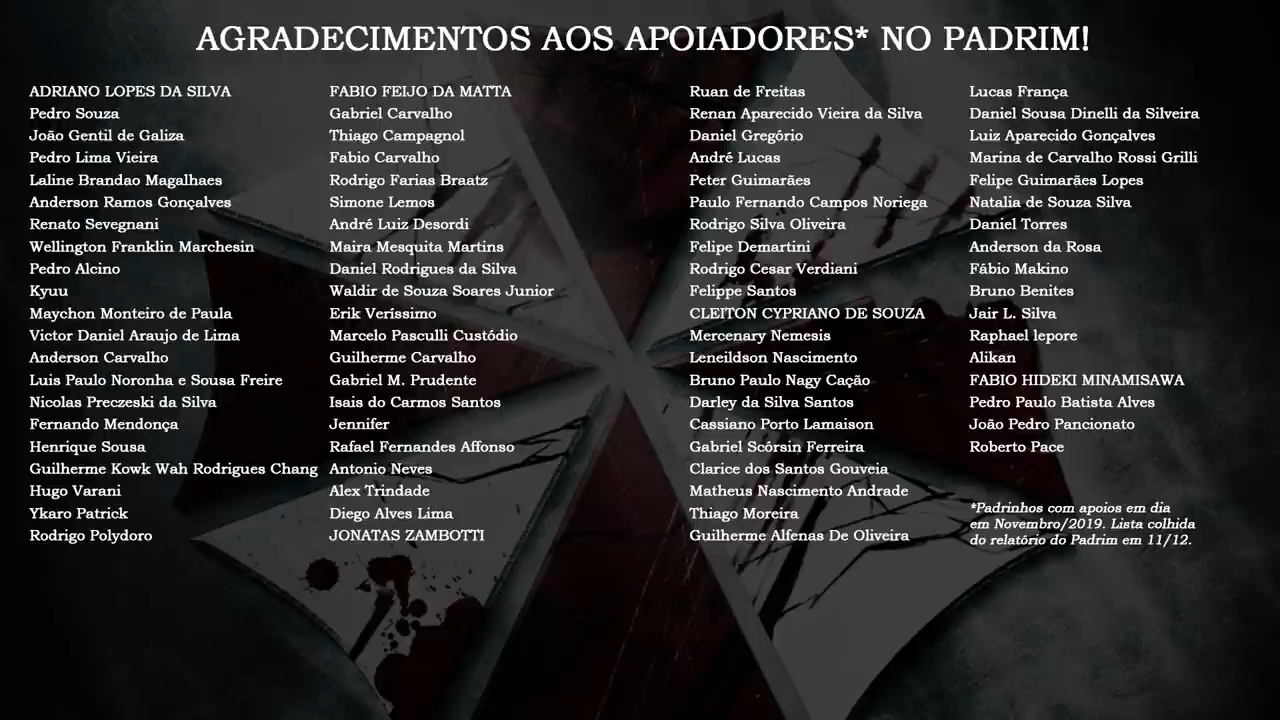 AGRADECIMENTOS AOS APOIADORES* NO PADRIM!
ADRIANO LOPES DA SILVA
Pedro Souza
João Gentil de Galiza
Pedro Lima Vieira
Laline Brandao Magalhaes
Anderson Ramos Gonçalves
Renato Sevegnani
Wellington Franklin Marchesin
Pedro Alcino
Kyuu
Maychon Monteiro de Paula
Victor Daniel Araujo de Lima
Anderson Carvalho
Luis Paulo Noronha e Sousa Freire
Nicolas Preczeski da Silva
Fernando Mendonça
Henrique Sousa
Guilherme Kowk Wah Rodrigues Chang
Hugo Varani
Ykaro Patrick
Rodrigo Polydoro
FABIO FEIJO DA MATTA
Gabriel Carvalho
Thiago Campagnol
Fabio Carvalho
Rodrigo Farias Braatz
Simone Lemos
André Luiz Desordi
Maira Mesquita Martins
Daniel Rodrigues da Silva
Waldir de Souza Soares Junior
Erik Veríssimo
Marcelo Pasculli Custódio
Guilherme Carvalho
Gabriel M. Prudente
Isais do Carmos Santos
Jennifer
Rafael Fernandes Affonso
Antonio Neves
Alex Trindade
Diego Alves Lima
JONATAS ZAMBOTTI
Ruan de Freitas
Renan Aparecido Vieira da Silva
Daniel Gregório
André Lucas
Peter Guimarães
Paulo Fernando Campos Noriega
Rodrigo Silva Oliveira
Felipe Demartini
Rodrigo Cesar Verdiani
Felippe Santos
CLEITON CYPRIANO DE SOUZA
Mercenary Nemesis
Leneildson Nascimento
Bruno Paulo Nagy Cação
Darley da Silva Santos
Cassiano Porto Lamaison
Gabriel Scórsin Ferreira
Clarice dos Santos Gouveia
Matheus Nascimento Andrade
Thiago Moreira
Guilherme Alfenas De Oliveira
Lucas França
Daniel Sousa Dinelli da Silveira
Luiz Aparecido Gonçalves
Marina de Carvalho Rossi Grilli
Felipe Guimarães Lopes
Natalia de Souza Silva
Daniel Torres
Anderson da Rosa
Fábio Makino
Bruno Benites
Jair L. Silva
Raphael lepore
Alikan
FABIO HIDEKI MINAMISAWA
Pedro Paulo Batista Alves
João Pedro Pancionato
Roberto Pace
*Padrinhos com apoios em dia
em Novembro/2019. Lista colhida
do relatório do Padrim em 11/12.